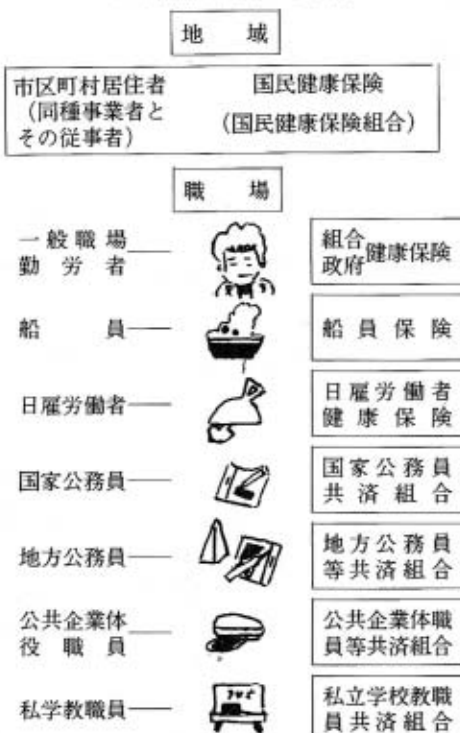 地域
市区町村居住者 国民健康保険
（同種事業者と （国民健康保険組合）
その従事者）
職場
一般職場 組合
勤労者 政府 健康保険
船員 船員保険
日雇労働者 日雇労働者
健康保険
国家公務員 国家公務員
共済組合
地方公務員 地方公務員
等共済組合
公共企業体 公共企業体職
役職員 員等共済組合
私学教職員 私立学校教職
員共済組合